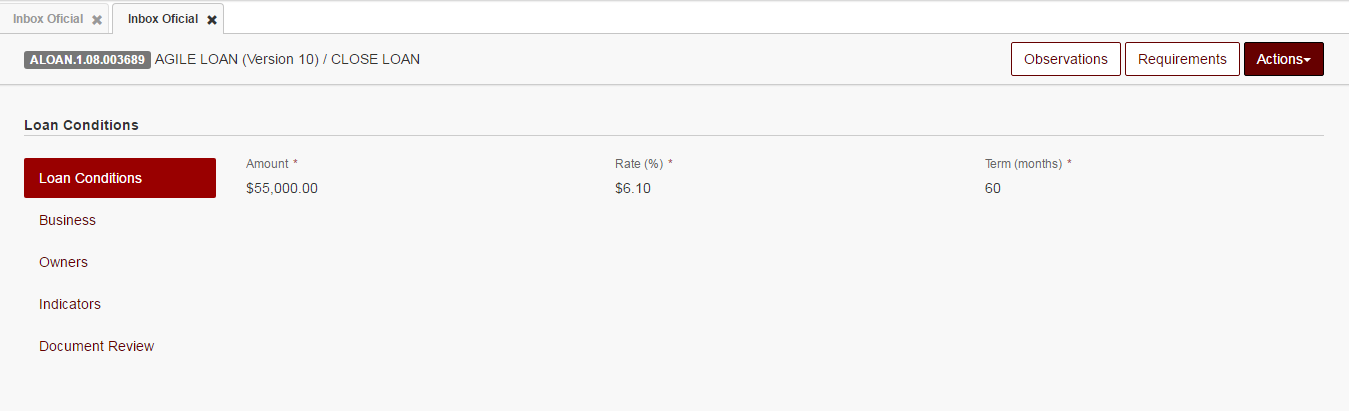 Inbox Oficial ✖ Inbox Oficial ✖
ALOAN.1.08.003689 AGILE LOAN (Version 10) / CLOSE LOAN Observations Requirements Actions
Loan Conditions
Loan Conditions
Business
Owners
Indicators
Document Review
Amount * Rate (%) * Term (months) *
$55,000.00 $6.10 60